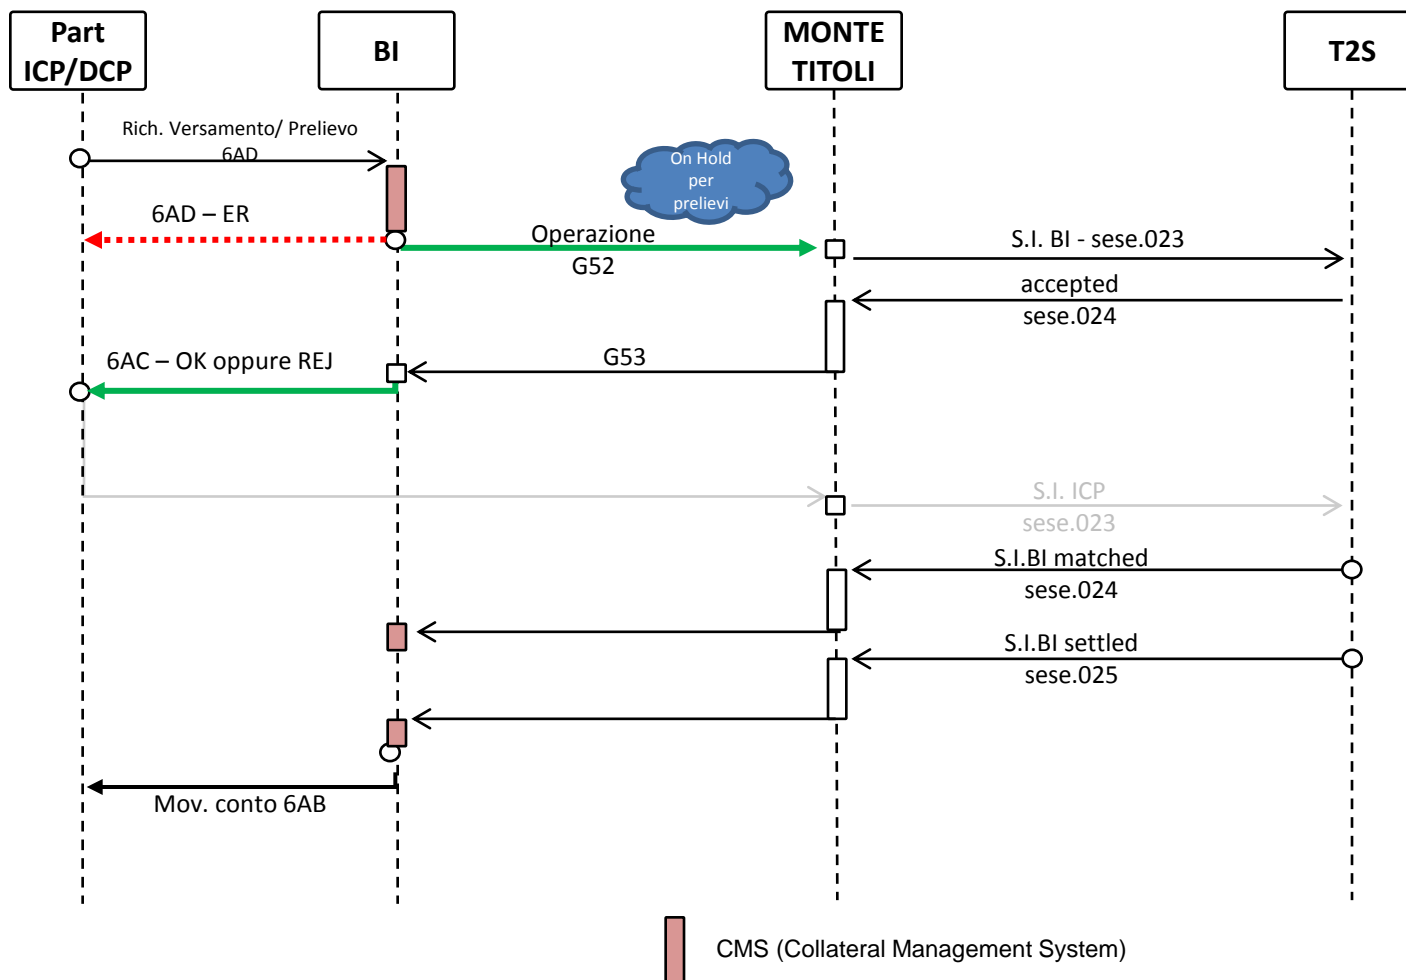 Part
ICP/DCP
BI
MONTE
TITOLI
T2S
Rich. Versamento/ Prelievo
6AD
On Hold
per
prelievi
6AD – ER
Operazione
G52
S.I. BI - sese.023
accepted
sese.024
6AC – OK oppure REJ
G53
S.I. ICP
sese.023
S.I.BI matched
sese.024
S.I.BI settled
sese.025
Mov. conto 6AB
CMS (Collateral Management System)